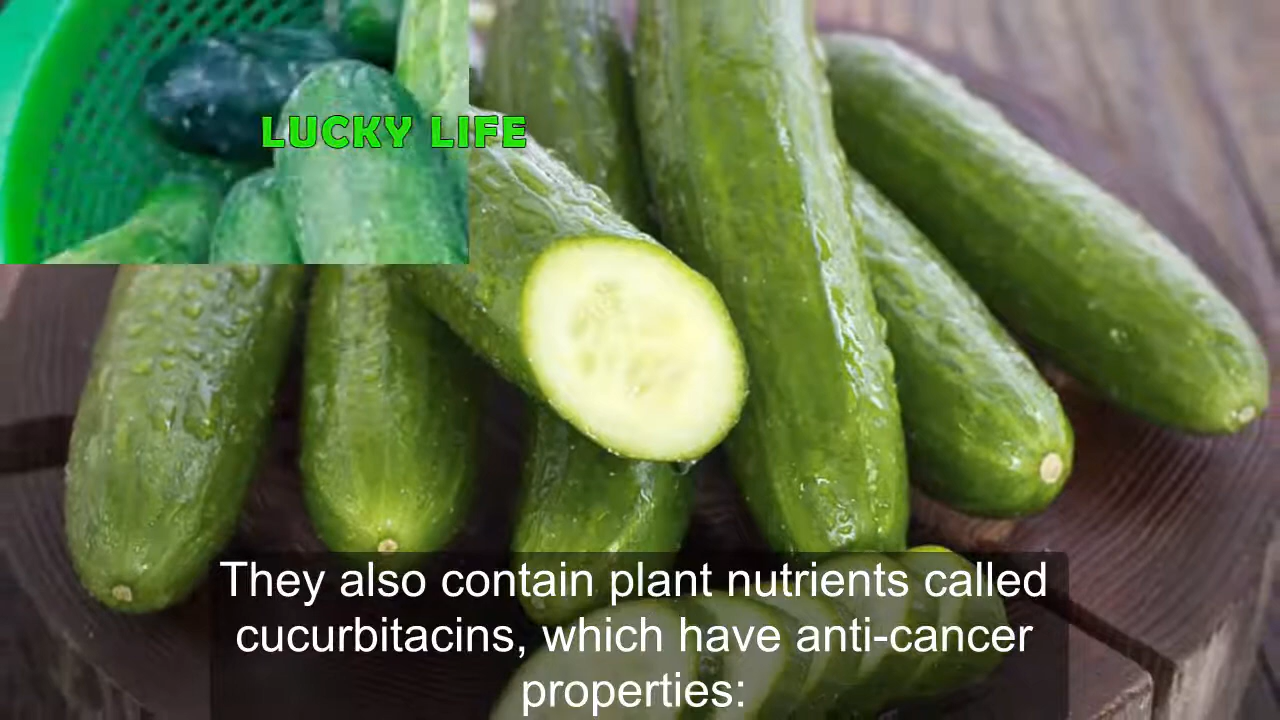 LUCKY LIFE
They also contain plant nutrients called
cucurbitacins, which have anti-cancer
properties: